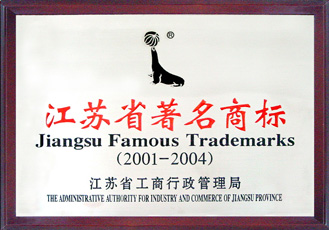 ®
江苏省著名商标
Jiangsu Famous Trademarks
(2001-2004)
江苏省工商行政管理局
THE ADMINISTRATIVE AUTHORITY FOR INDUSTRY AND COMMERCE OF JIANGSU PROVINCE